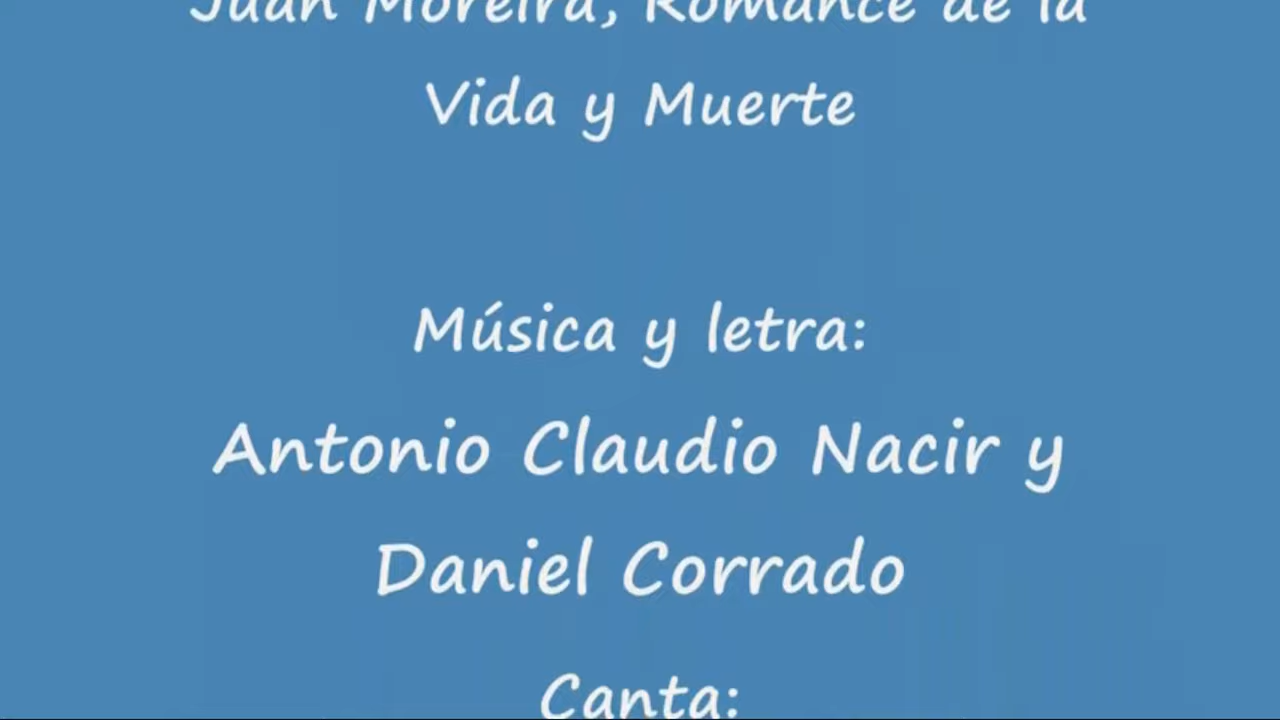 Juan Moreira, Romance de la
Vida y Muerte
Música y letra:
Antonio Claudio Nacir y
Daniel Corrado
Canta: